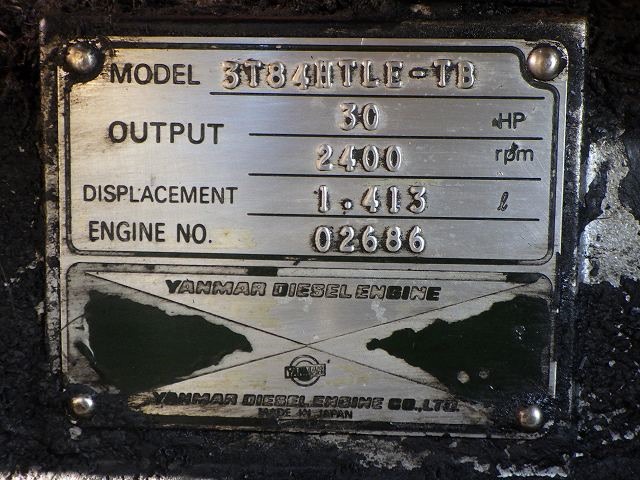 MODEL 3T84HTLE-TB
OUTPUT 30 HP
2400 rpm
DISPLACEMENT 1.413 ℓ
ENGINE NO. 02686
YANMAR DIESEL ENGINE
YANMAR DIESEL ENGINE CO., LTD.
MADE IN JAPAN